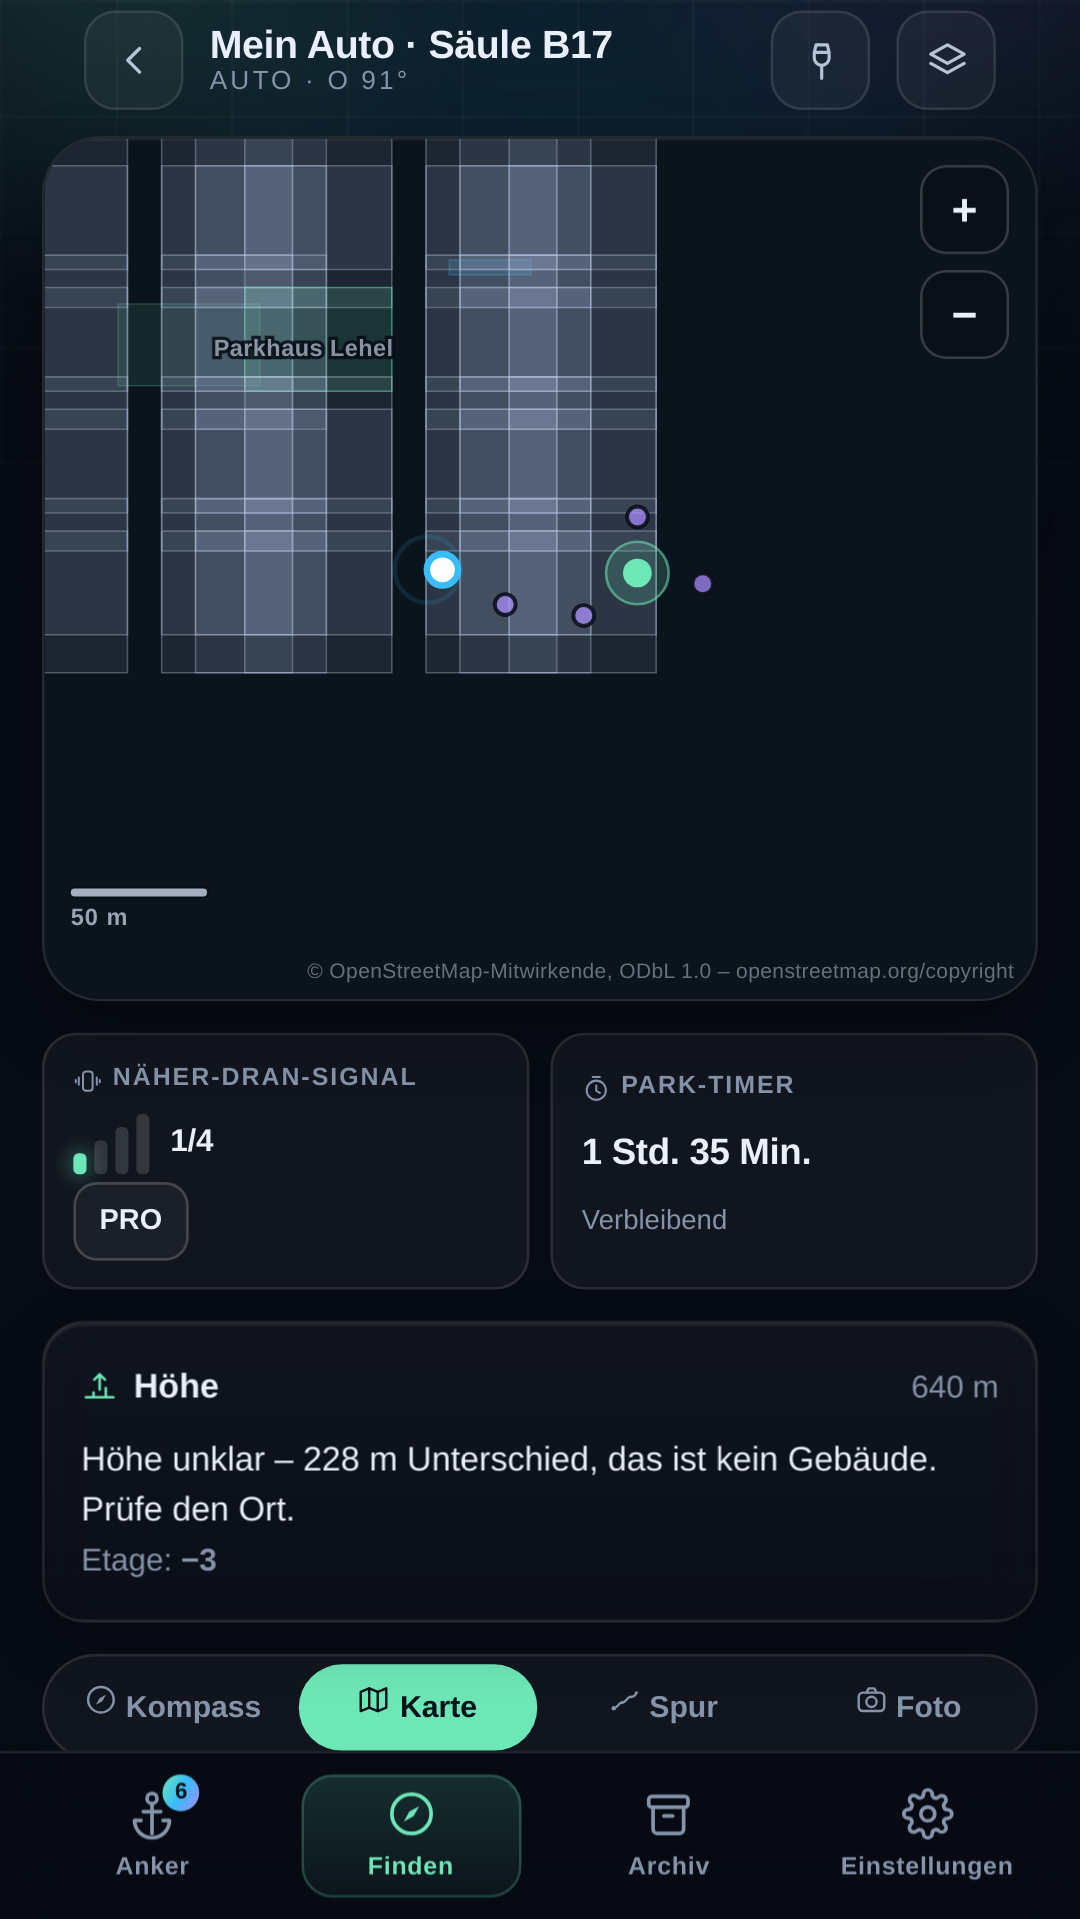 Mein Auto · Säule B17
AUTO · O 91°
+
−
Parkhaus Lehel
50 m
© OpenStreetMap-Mitwirkende, ODbL 1.0 – openstreetmap.org/copyright
NÄHER-DRAN-SIGNAL
1/4
PRO
PARK-TIMER
1 Std. 35 Min.
Verbleibend
Höhe
640 m
Höhe unklar – 228 m Unterschied, das ist kein Gebäude.
Prüfe den Ort.
Etage: −3
Kompass
Karte
Spur
Foto
6
Anker
Finden
Archiv
Einstellungen